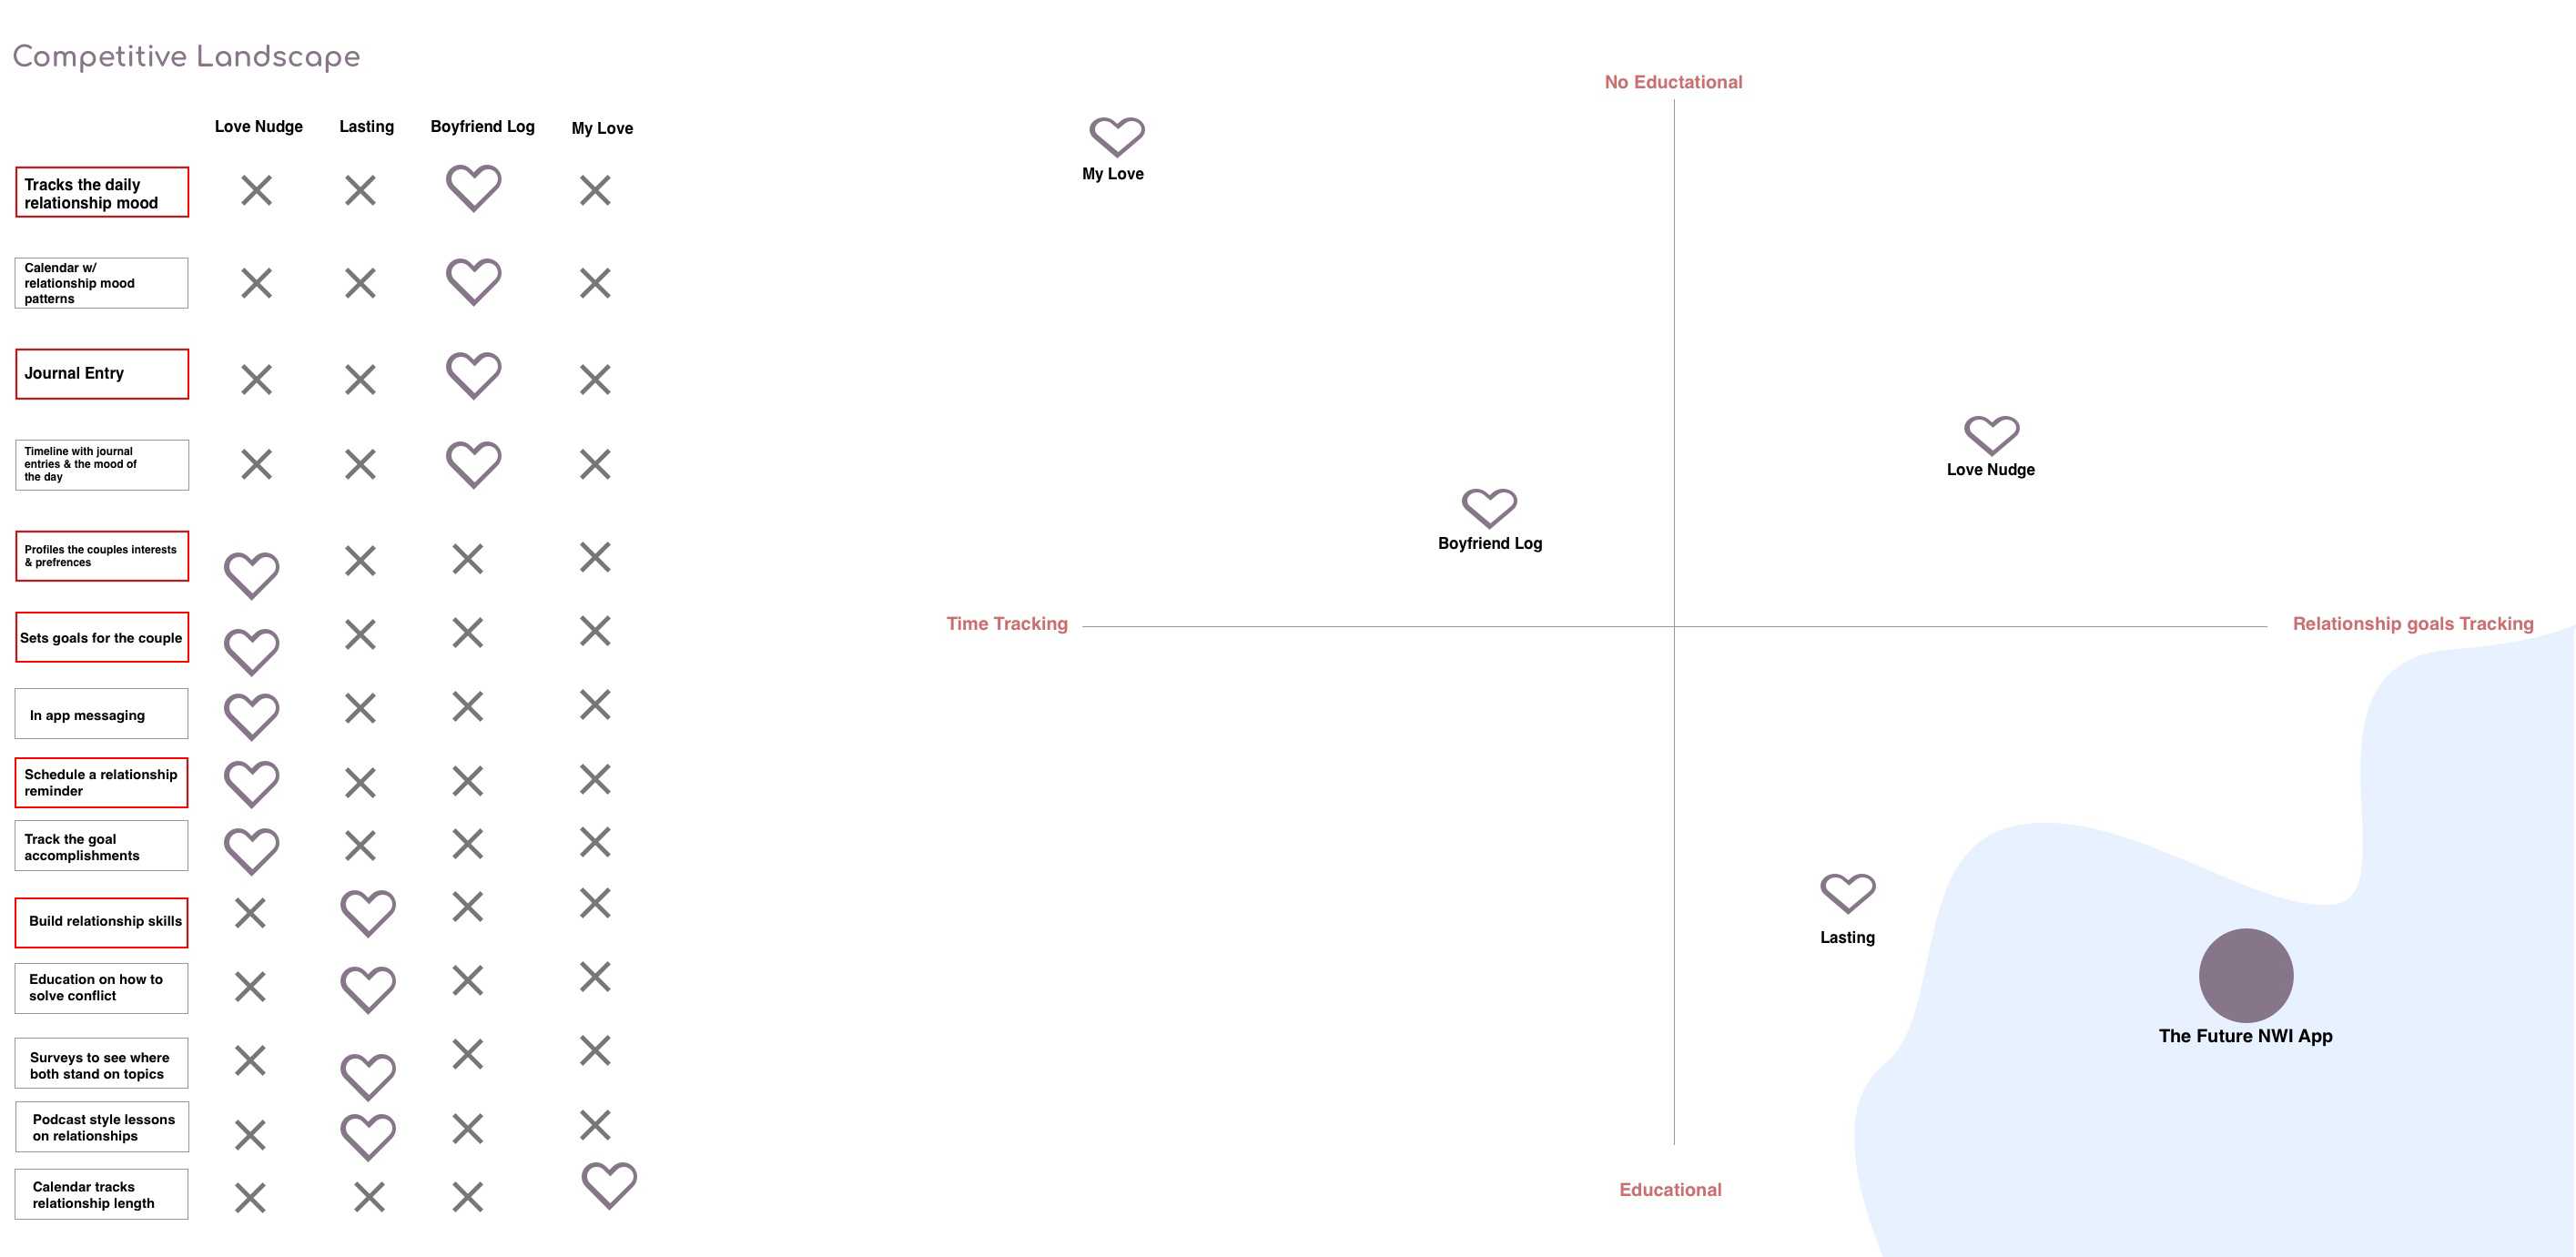 Competitive Landscape
Love Nudge
Lasting
Boyfriend Log
My Love
Tracks the daily
relationship mood
Calendar w/
relationship mood
patterns
Journal Entry
Timeline with journal
entries & the mood of
the day
Profiles the couples interests
& prefrences
Sets goals for the couple
In app messaging
Schedule a relationship
reminder
Track the goal
accomplishments
Build relationship skills
Education on how to
solve conflict
Surveys to see where
both stand on topics
Podcast style lessons
on relationships
Calendar tracks
relationship length
No Eductational
My Love
Love Nudge
Boyfriend Log
Time Tracking
Relationship goals Tracking
Lasting
The Future NWI App
Educational